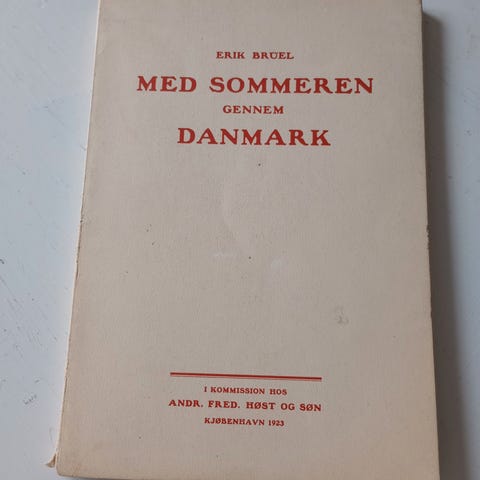 ERIK BRÜEL
MED SOMMEREN
GENNEM
DANMARK
I KOMMISSION HOS
ANDR. FRED. HØST OG SØN
KJØBENHAVN 1923